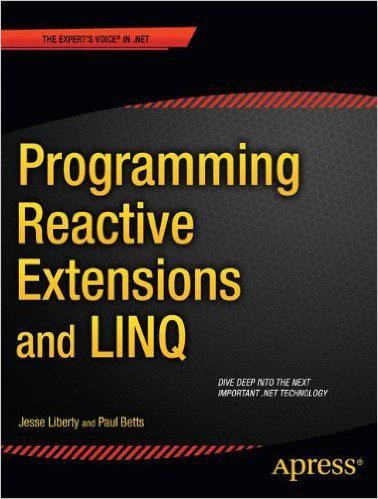 THE EXPERT'S VOICE® IN .NET
Programming
Reactive
Extensions
and LINQ
DIVE DEEP INTO THE NEXT
IMPORTANT .NET TECHNOLOGY
Jesse Liberty and Paul Betts
Apress®